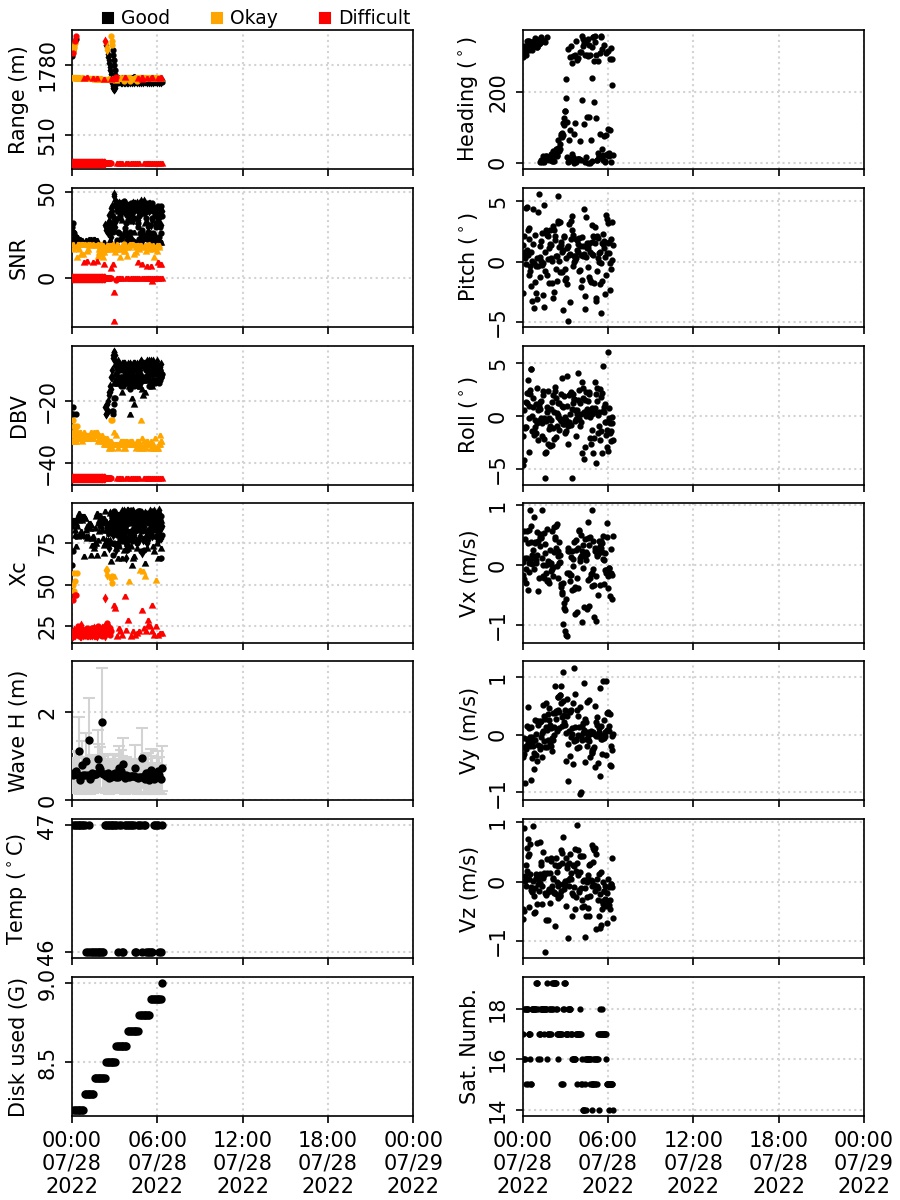 Good Okay Difficult
Range (m)
1780
510
Heading (°)
200
0
SNR
50
0
Pitch (°)
5
0
−5
DBV
−20
−40
Roll (°)
5
0
−5
Xc
75
50
25
Vx (m/s)
1
0
−1
Wave H (m)
2
0
Vy (m/s)
1
0
−1
Temp (°C)
47
46
Vz (m/s)
1
0
−1
Disk used (G)
9.0
8.5
Sat. Numb.
18
16
14
00:00 06:00 12:00 18:00 00:00
07/28 07/28 07/28 07/28 07/29
2022 2022 2022 2022 2022
00:00 06:00 12:00 18:00 00:00
07/28 07/28 07/28 07/28 07/29
2022 2022 2022 2022 2022